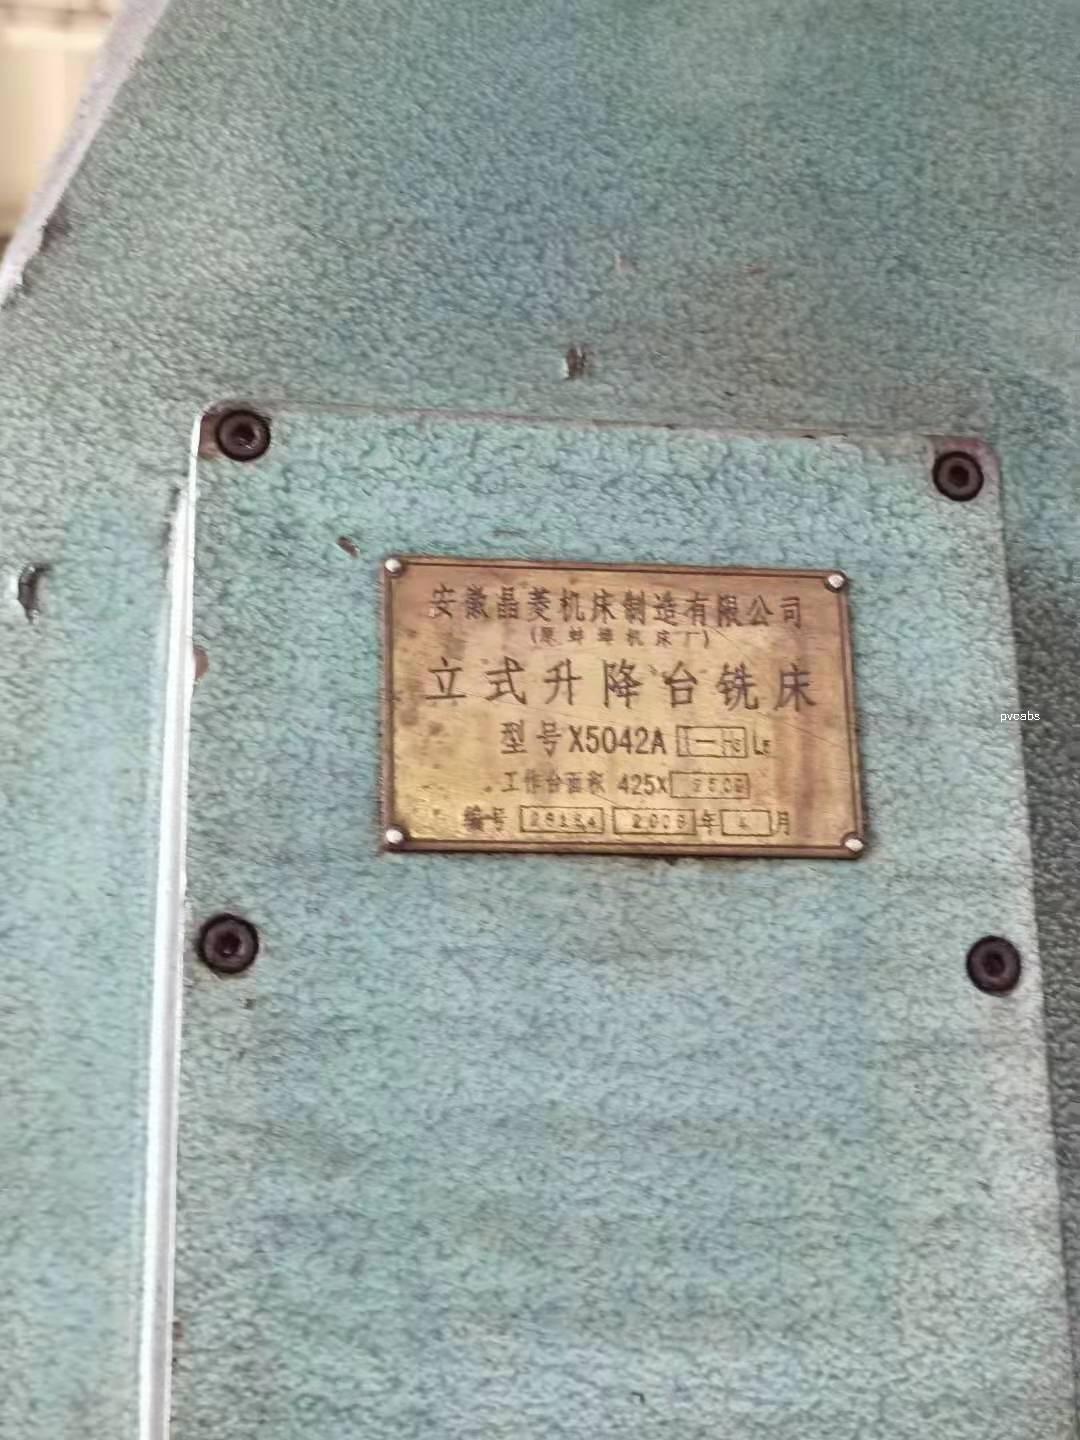 安徽晶菱机床制造有限公司
(原蚌埠机床厂)
立式升降台铣床
型号X5042A
工作台面积 425X
编号 年 月
pvcabs